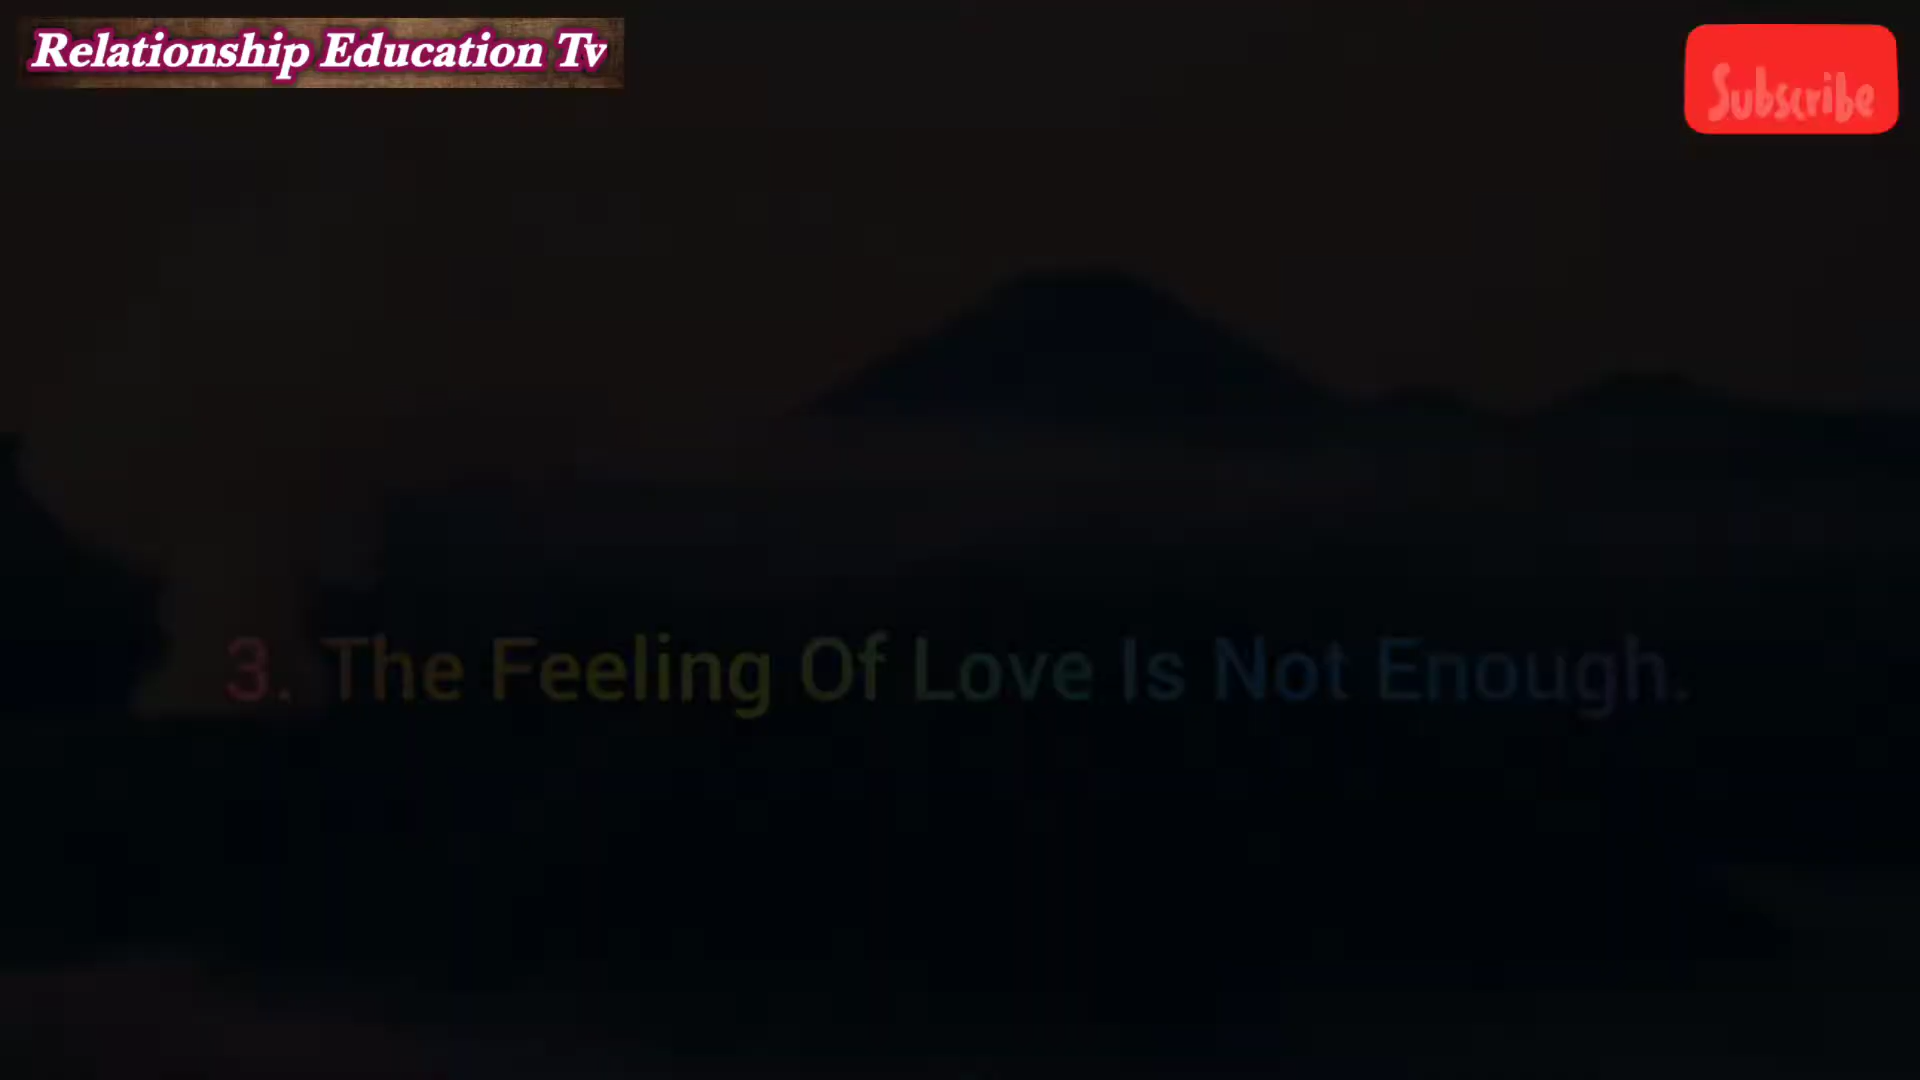 Relationship Education Tv
Subscribe
3. The Feeling Of Love Is Not Enough.